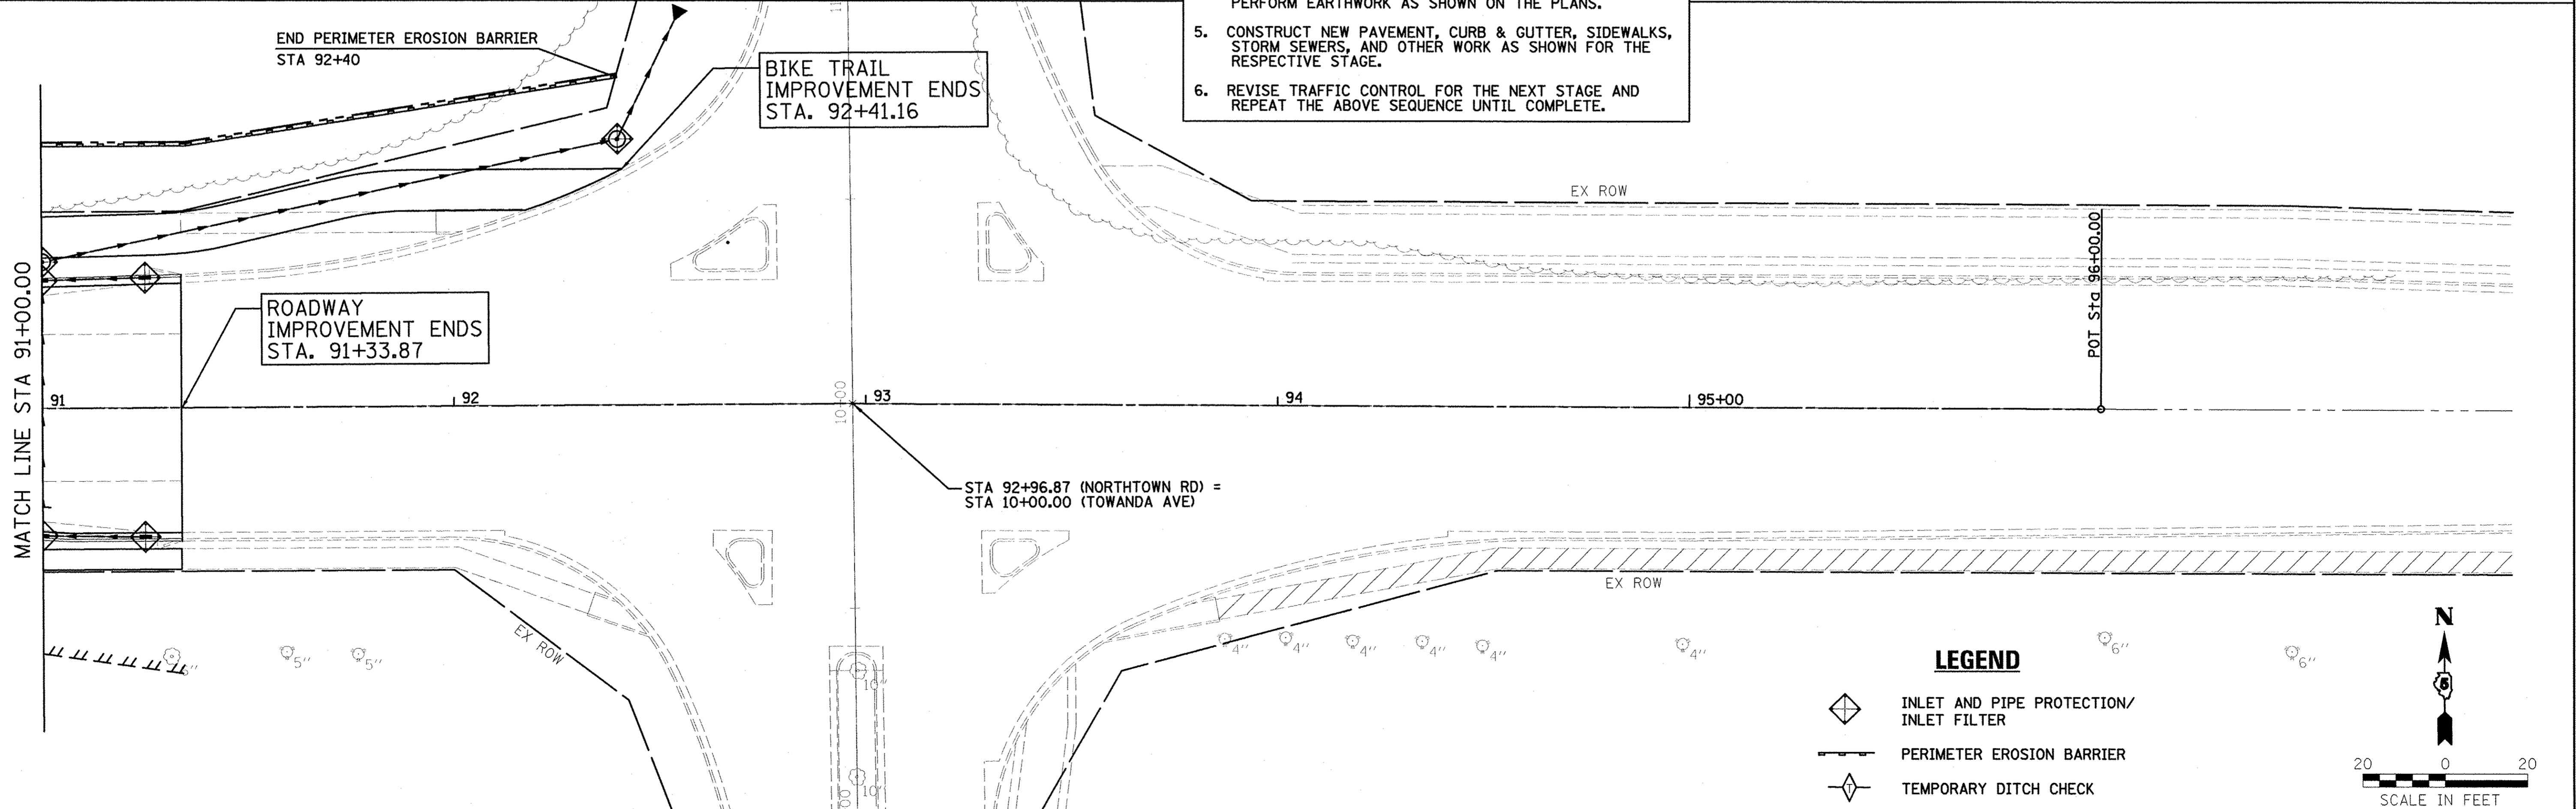 PERFORM EARTHWORK AS SHOWN ON THE PLANS.
5. CONSTRUCT NEW PAVEMENT, CURB & GUTTER, SIDEWALKS,
STORM SEWERS, AND OTHER WORK AS SHOWN FOR THE
RESPECTIVE STAGE.
6. REVISE TRAFFIC CONTROL FOR THE NEXT STAGE AND
REPEAT THE ABOVE SEQUENCE UNTIL COMPLETE.
END PERIMETER EROSION BARRIER
STA 92+40
BIKE TRAIL
IMPROVEMENT ENDS
STA. 92+41.16
EX ROW
POT Sta 96+00.00
MATCH LINE STA 91+00.00
ROADWAY
IMPROVEMENT ENDS
STA. 91+33.87
91
92
10+00
93
94
95+00
STA 92+96.87 (NORTHTOWN RD) =
STA 10+00.00 (TOWANDA AVE)
EX ROW
EX ROW
5"
5"
4"
4"
4"
4"
4"
4"
6"
6"
10"
10"
00
LEGEND
INLET AND PIPE PROTECTION/
INLET FILTER
PERIMETER EROSION BARRIER
T
TEMPORARY DITCH CHECK
N
5
20 0 20
SCALE IN FEET